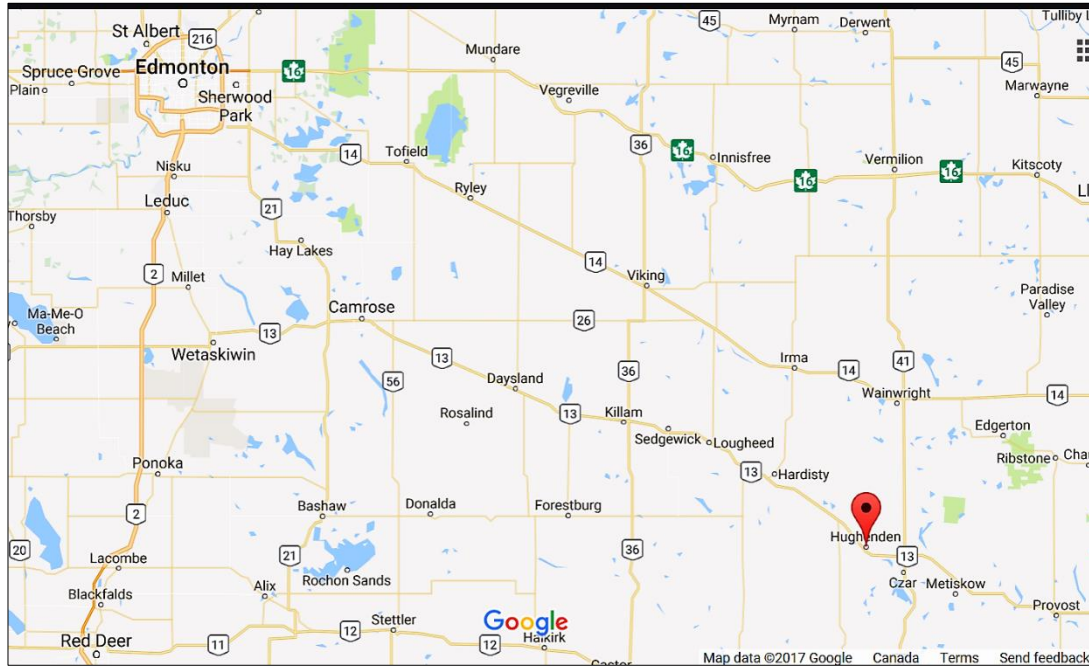 Tulliby L
Myrnam
Derwent
45
St Albert
216
Mundare
45
Edmonton
16
Spruce Grove
Plain
Sherwood
Park
Vegreville
Marwayne
36
16
Innisfree
Vermilion
16
16
Kitscoty
Ll
14
Tofield
Nisku
Ryley
Leduc
21
Thorsby
Hay Lakes
14
Viking
2
Millet
Paradise
Valley
Ma-Me-O
Beach
Camrose
26
13
Wetaskiwin
13
36
Irma
14
41
56
Daysland
Wainwright
14
Rosalind
13
Killam
Sedgewick
Lougheed
Edgerton
Ribstone
Cha
Ponoka
13
Hardisty
2
Bashaw
Donalda
Forestburg
Hughenden
20
21
36
13
Lacombe
Rochon Sands
Czar
Metiskow
Alix
Blackfalds
Provost
Stettler
Google
Red Deer
11
12
12
Halkirk
Castor
Map data ©2017 Google
Canada
Terms
Send feedback